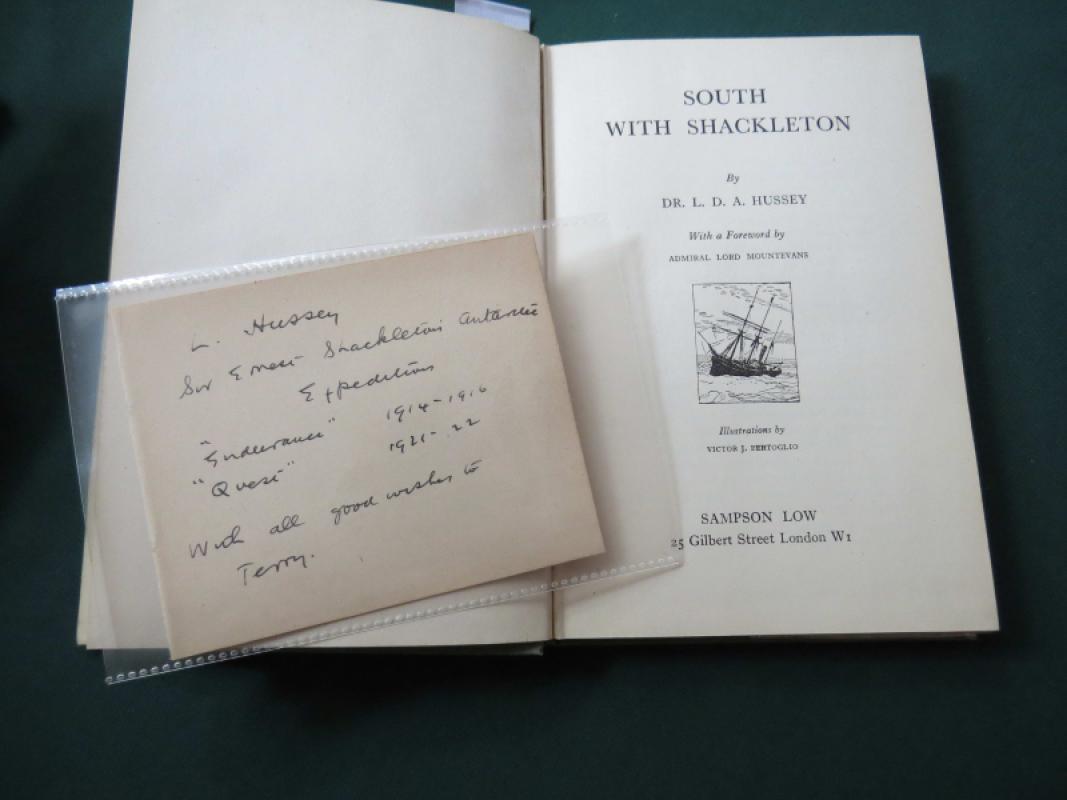 L. Hussey
Sir Ernest Shackleton's Antarctic
Expedition
"Endurance" 1914-1916
"Quest" 1921-22
With all good wishes to
Terry.
SOUTH
WITH SHACKLETON
By
DR. L. D. A. HUSSEY
With a Foreword by
ADMIRAL LORD MOUNTEVANS
Illustrations by
VICTOR J. BERTOGLIO
SAMPSON LOW
25 Gilbert Street London W1